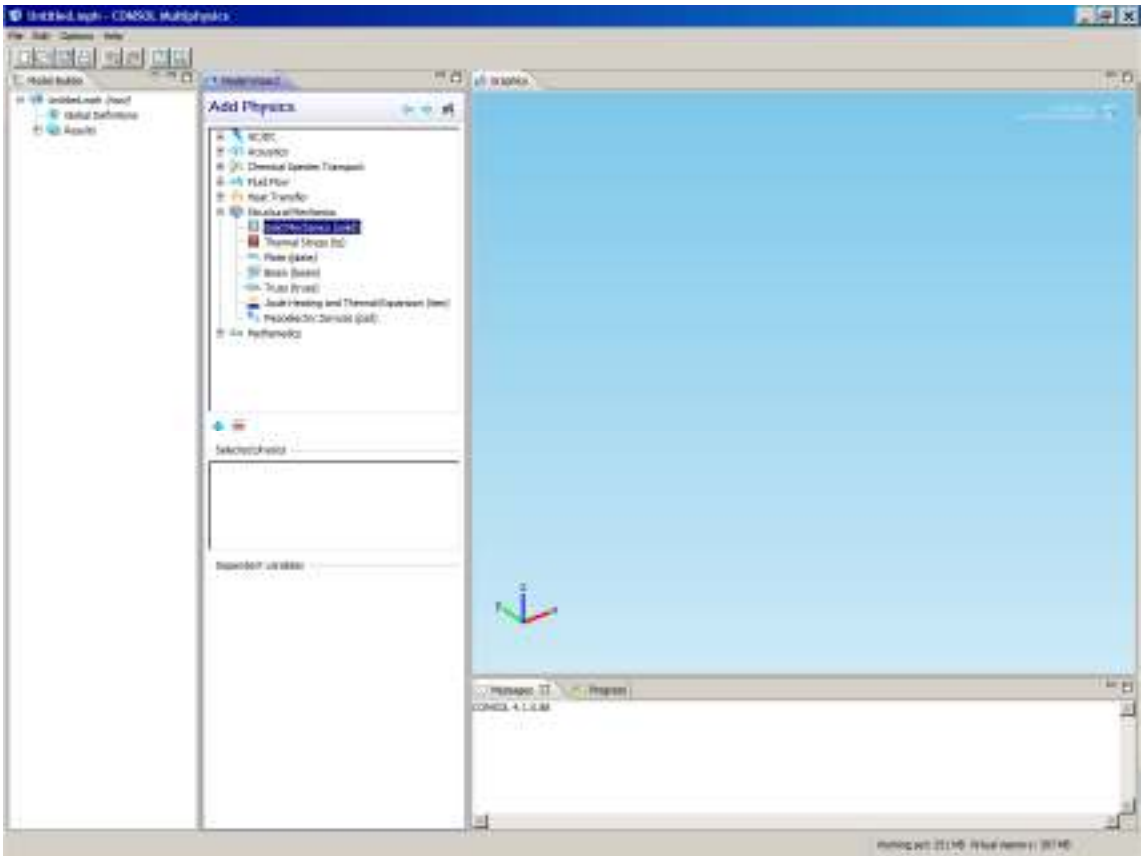 Untitled.mph - COMSOL Multiphysics
File Edit Options Help
Model Builder
Model Wizard
Graphics
Untitled.mph (root)
Global Definitions
Results
Add Physics
AC/DC
Acoustics
Chemical Species Transport
Fluid Flow
Heat Transfer
Structural Mechanics
Solid Mechanics (solid)
Thermal Stress (ts)
Plate (plate)
Beam (beam)
Truss (truss)
Joule Heating and Thermal Expansion (tem)
Piezoelectric Devices (pzd)
Mathematics
Selected physics
Dependent variables
z
y
x
Messages
Progress
COMSOL 4.1.0.88